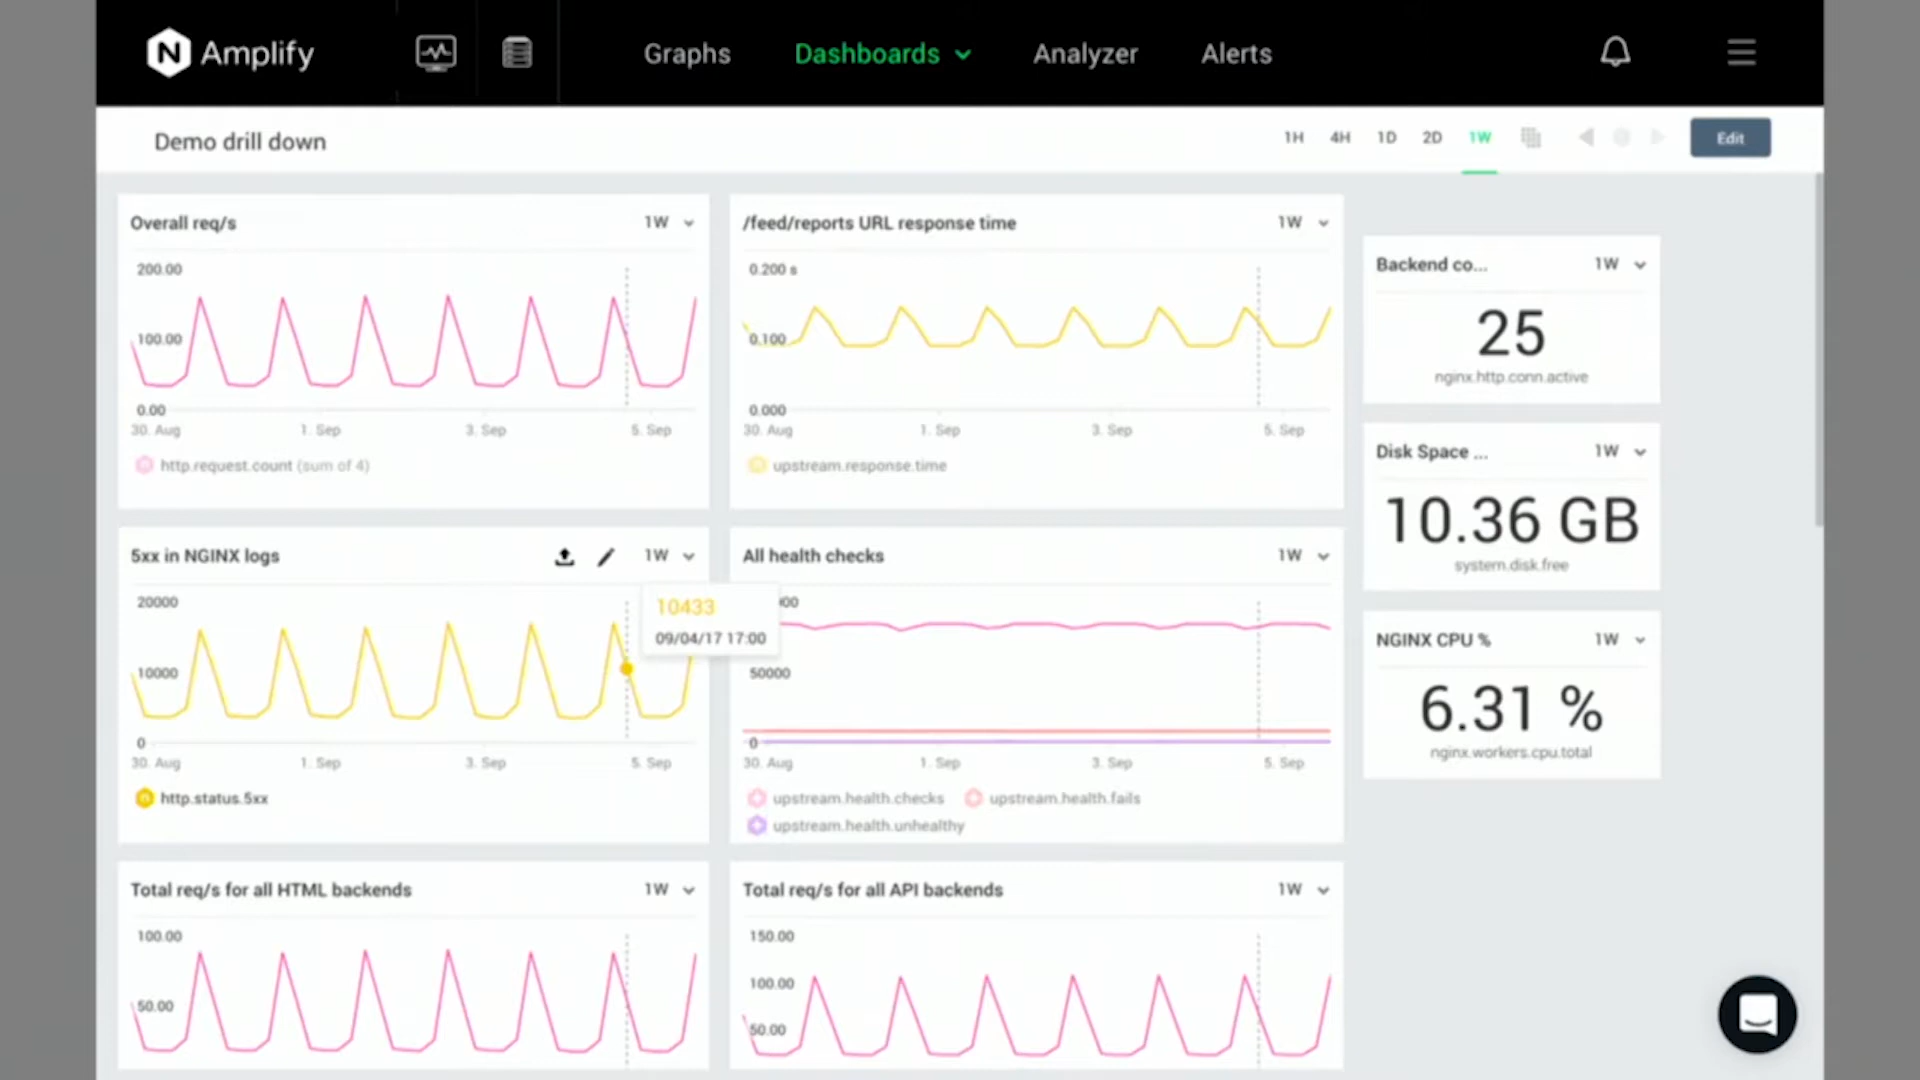 N Amplify
Graphs Dashboards Analyzer Alerts
Demo drill down
1H 4H 1D 2D 1W Edit
Overall req/s 1W
200.00
100.00
0.00
30. Aug 1. Sep 3. Sep 5. Sep
http.request.count (sum of 4)
/feed/reports URL response time 1W
0.200 s
0.100
0.000
30. Aug 1. Sep 3. Sep 5. Sep
upstream.response.time
Backend co... 1W
25
nginx.http.conn.active
Disk Space ... 1W
10.36 GB
system.disk.free
NGINX CPU % 1W
6.31 %
nginx.workers.cpu.total
5xx in NGINX logs 1W
20000
10000
0
30. Aug 1. Sep 3. Sep 5. Sep
http.status.5xx
10433
09/04/17 17:00
All health checks 1W
000
50000
0
30. Aug 1. Sep 3. Sep 5. Sep
upstream.health.checks upstream.health.fails
upstream.health.unhealthy
Total req/s for all HTML backends 1W
100.00
50.00
Total req/s for all API backends 1W
150.00
100.00
50.00